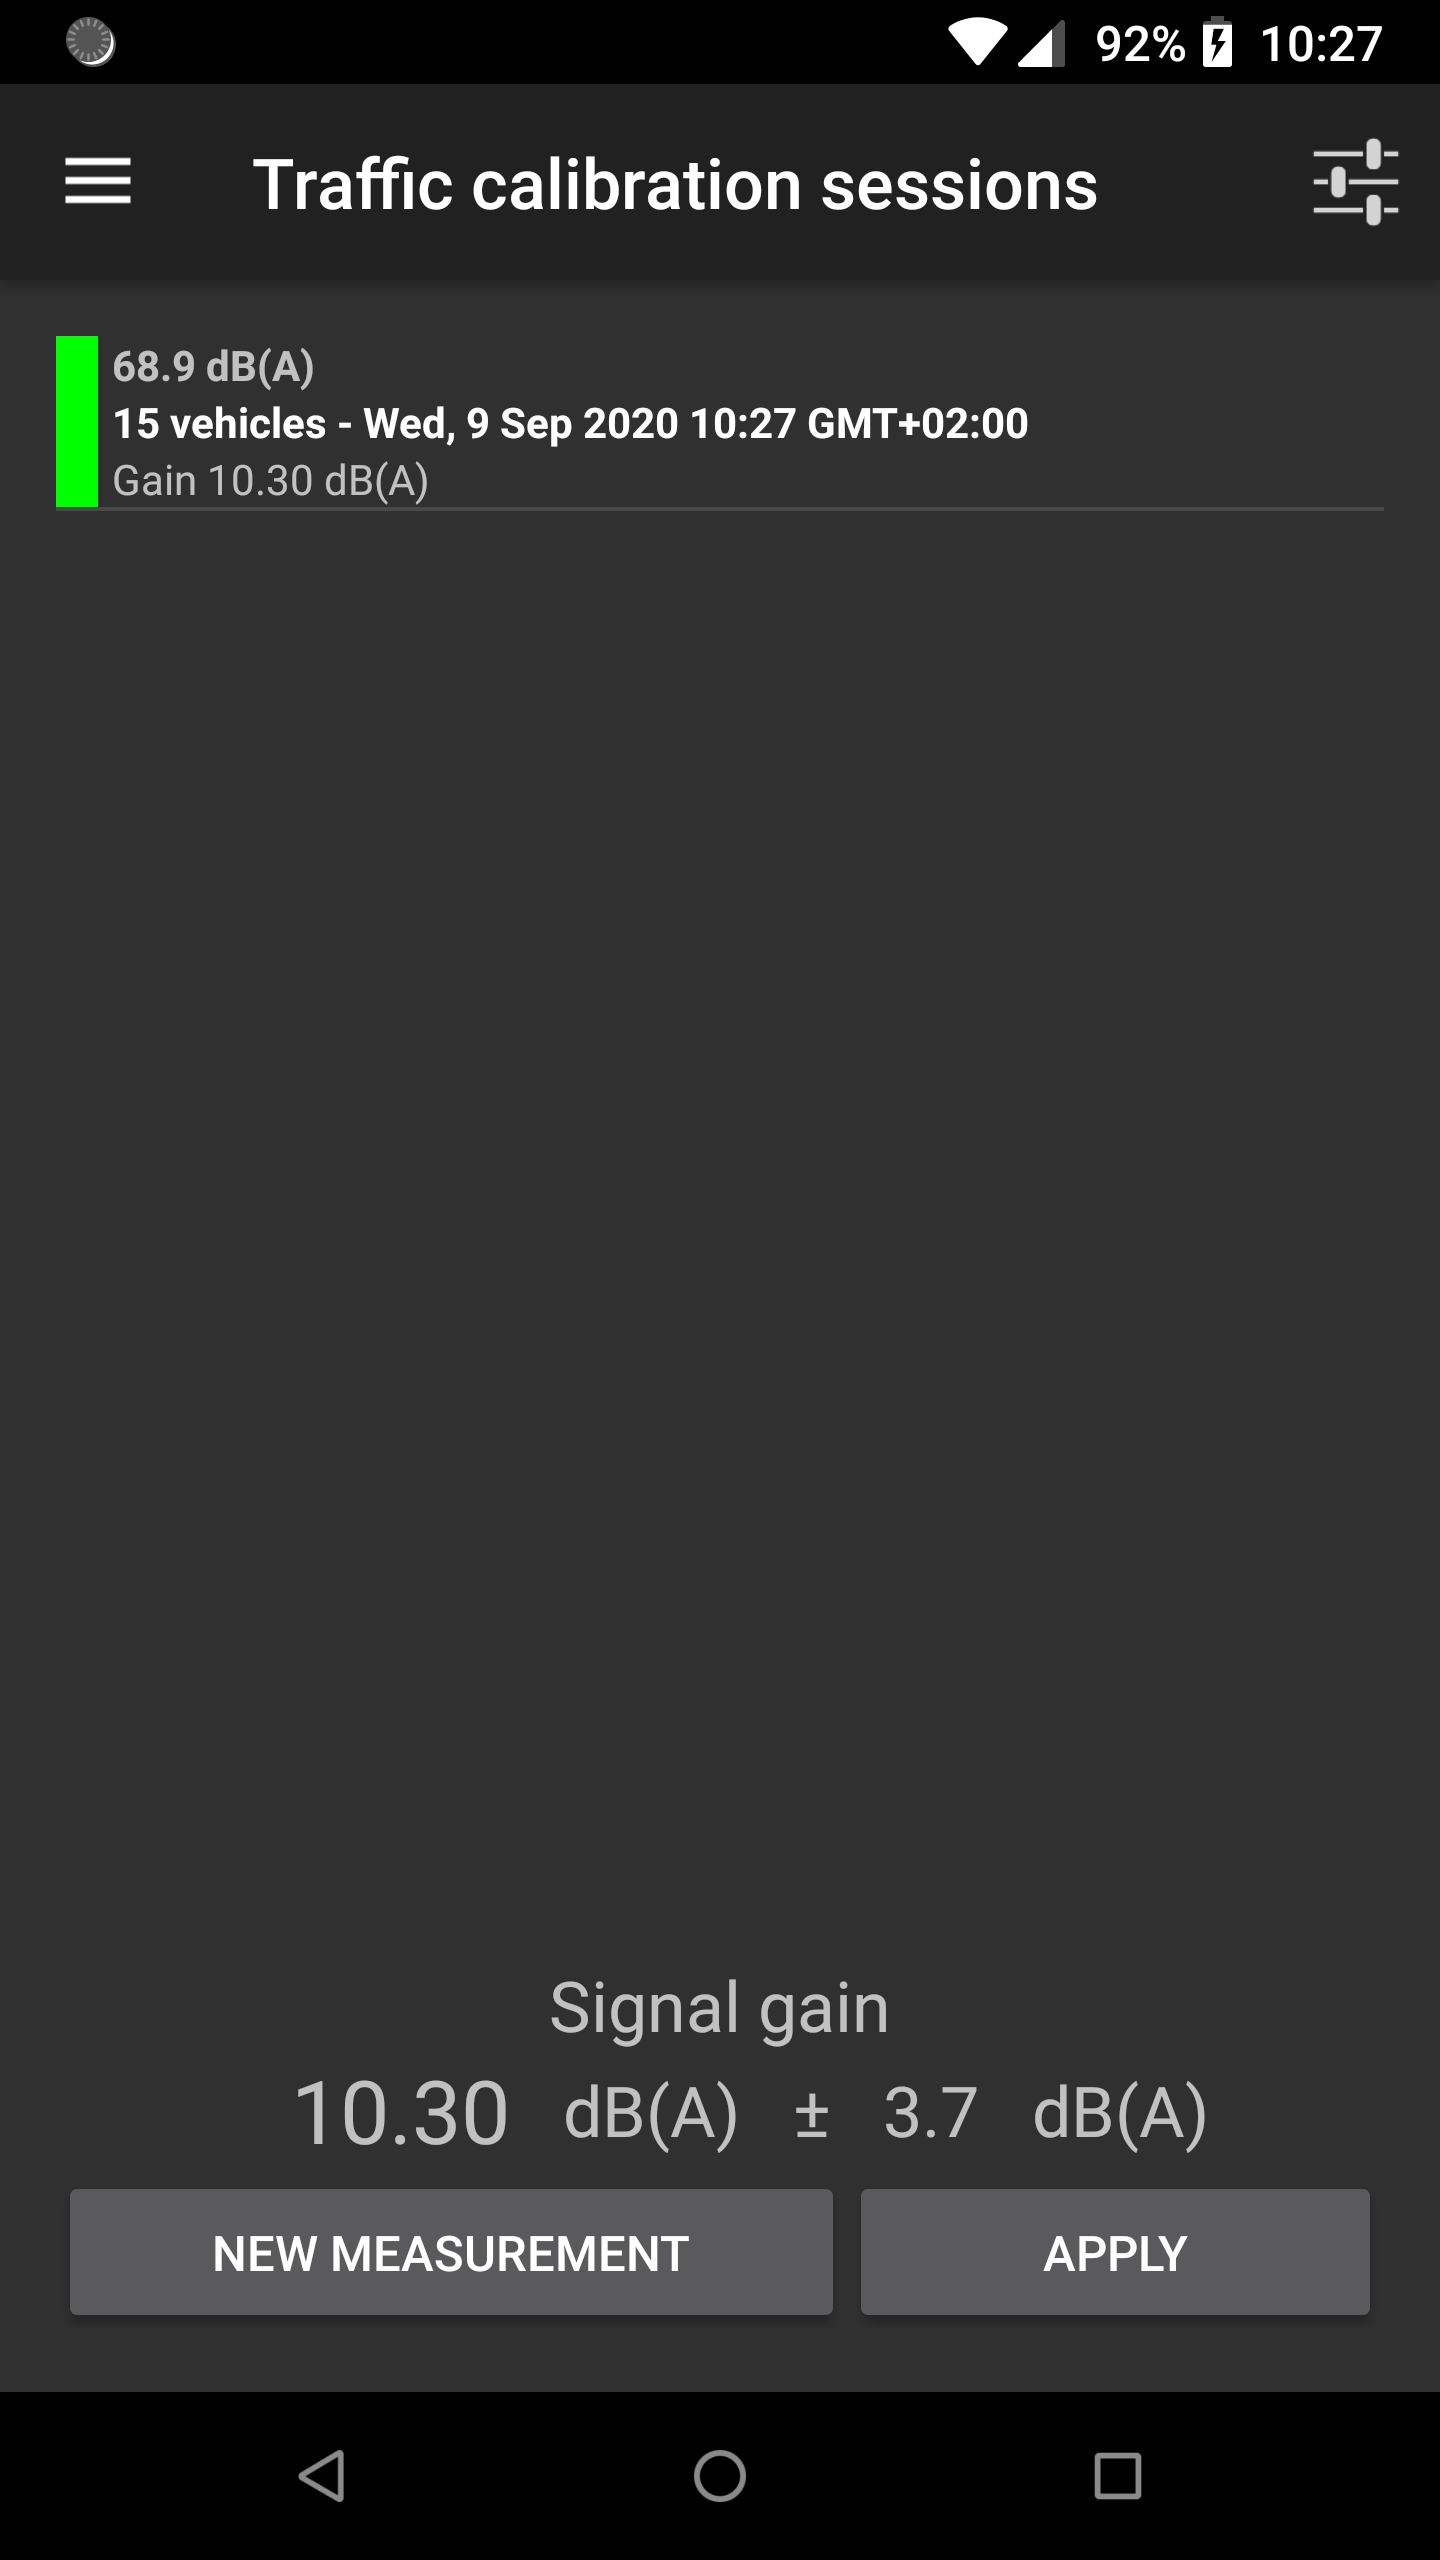 92% 10:27
Traffic calibration sessions
68.9 dB(A)
15 vehicles - Wed, 9 Sep 2020 10:27 GMT+02:00
Gain 10.30 dB(A)
Signal gain
10.30 dB(A) ± 3.7 dB(A)
NEW MEASUREMENT APPLY